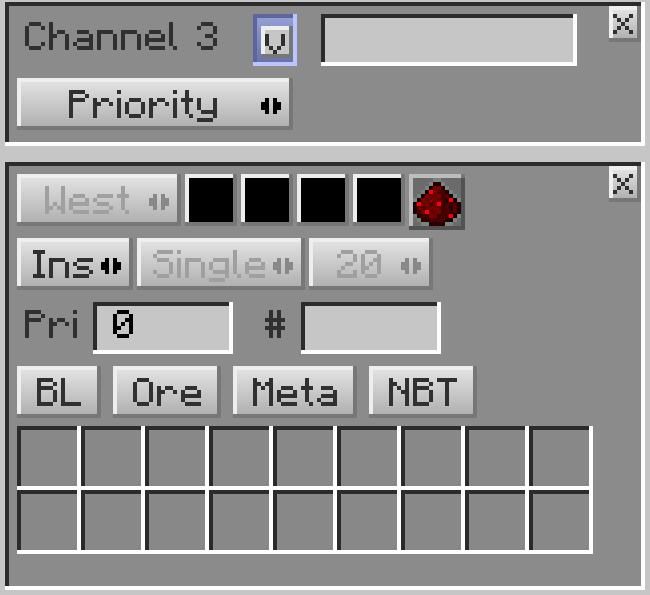 Channel 3 V
Priority
West
Ins Single 20
Pri 0 #
BL Ore Meta NBT